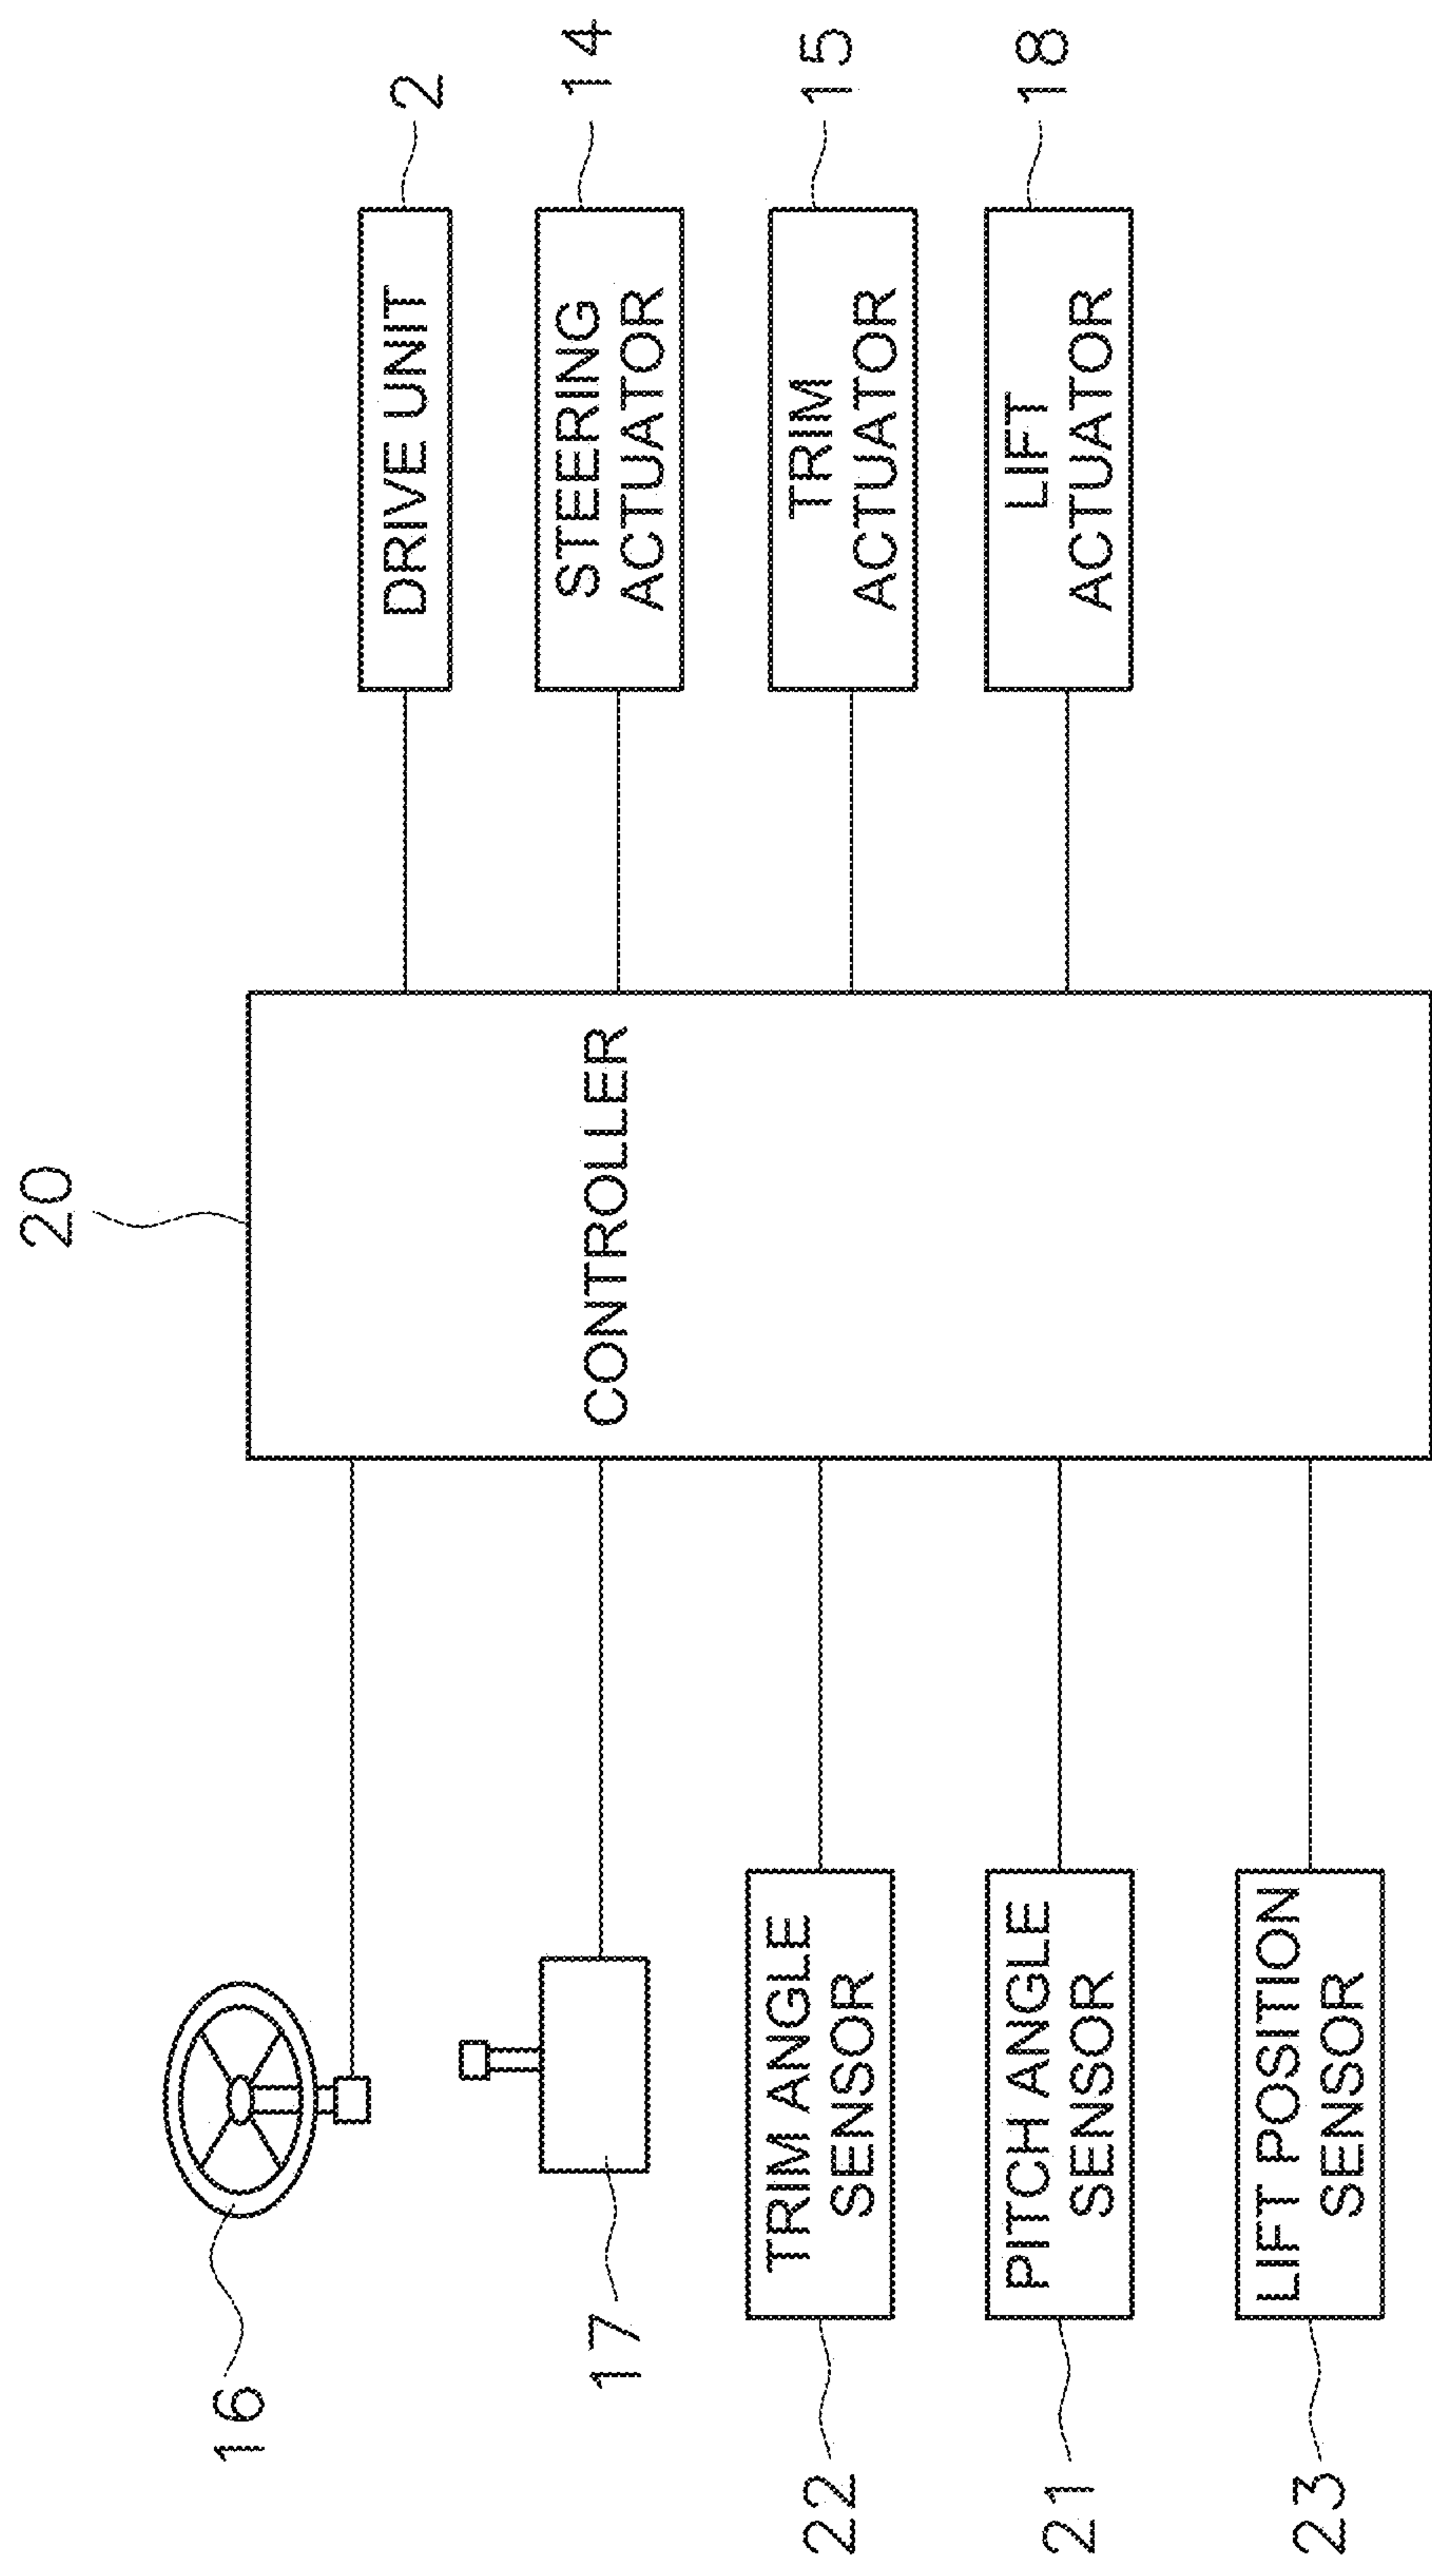 20
16
17
TRIM ANGLE
SENSOR
22
PITCH ANGLE
SENSOR
21
LIFT POSITION
SENSOR
23
CONTROLLER
DRIVE UNIT
2
STEERING
ACTUATOR
14
TRIM
ACTUATOR
15
LIFT
ACTUATOR
18